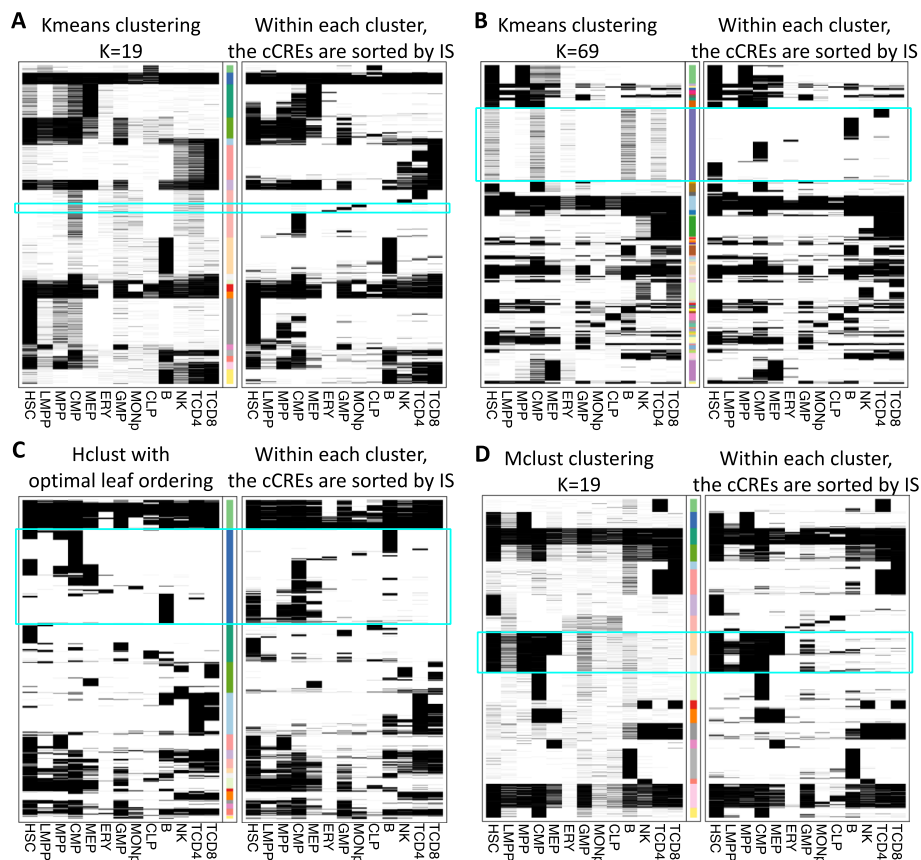 A
Kmeans clustering
K=19
Within each cluster,
the cCREs are sorted by IS
HSC
LMPP
MPP
CMP
MEP
ERY
GMP
MONp
CLP
B
NK
TCD4
TCD8
HSC
LMPP
MPP
CMP
MEP
ERY
GMP
MONp
CLP
B
NK
TCD4
TCD8
B
Kmeans clustering
K=69
Within each cluster,
the cCREs are sorted by IS
HSC
LMPP
MPP
CMP
MEP
ERY
GMP
MONp
CLP
B
NK
TCD4
TCD8
HSC
LMPP
MPP
CMP
MEP
ERY
GMP
MONp
CLP
B
NK
TCD4
TCD8
C
Hclust with
optimal leaf ordering
Within each cluster,
the cCREs are sorted by IS
HSC
LMPP
MPP
CMP
MEP
ERY
GMP
MONp
CLP
B
NK
TCD4
TCD8
HSC
LMPP
MPP
CMP
MEP
ERY
GMP
MONp
CLP
B
NK
TCD4
TCD8
D
Mclust clustering
K=19
Within each cluster,
the cCREs are sorted by IS
HSC
LMPP
MPP
CMP
MEP
ERY
GMP
MONp
CLP
B
NK
TCD4
TCD8
HSC
LMPP
MPP
CMP
MEP
ERY
GMP
MONp
CLP
B
NK
TCD4
TCD8